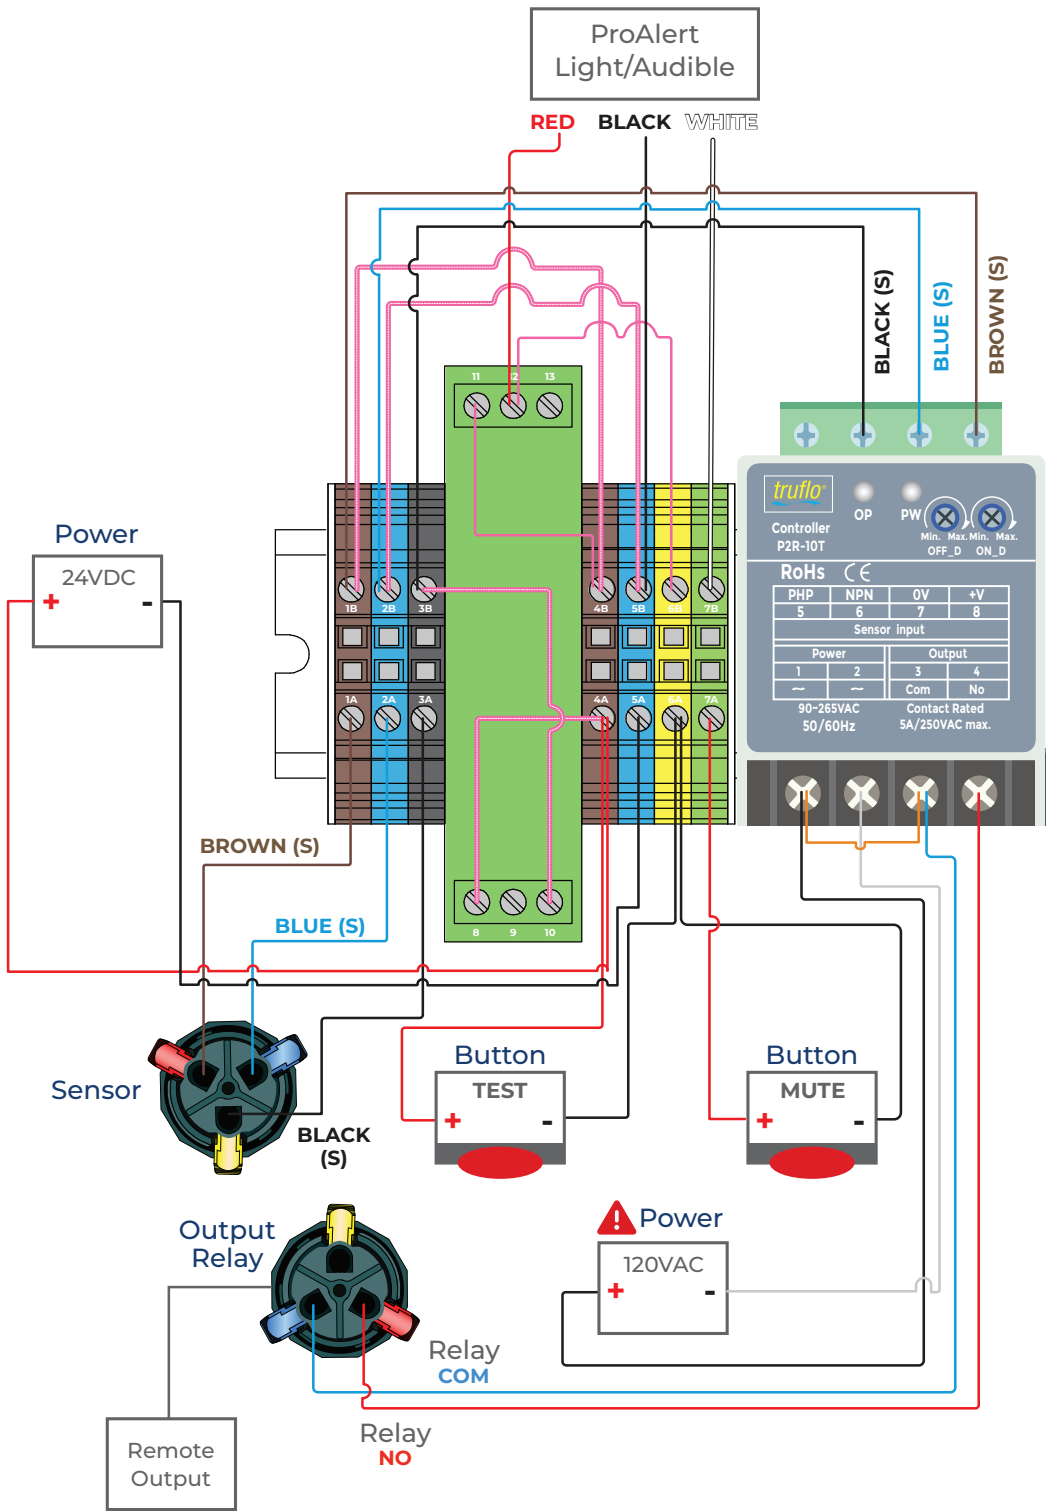 ProAlert
Light/Audible
RED BLACK WHITE
BLACK (S)
BLUE (S)
BROWN (S)
11 12 13
Power
24VDC
+ -
1B 2B 3B
4B 5B 6B 7B
1A 2A 3A
4A 5A 6A 7A
truflo®
OP PW
Controller
P2R-10T
Min. Max. Min. Max.
OFF_D ON_D
RoHs CE
PHP NPN 0V +V
5 6 7 8
Sensor input
Power Output
1 2 3 4
~ ~ Com No
90~265VAC Contact Rated
50/60Hz 5A/250VAC max.
BROWN (S)
BLUE (S)
8 9 10
Sensor
BLACK
(S)
Button
TEST
+ -
Button
MUTE
+ -
Output
Relay
! Power
120VAC
+ -
Relay
COM
Relay
NO
Remote
Output